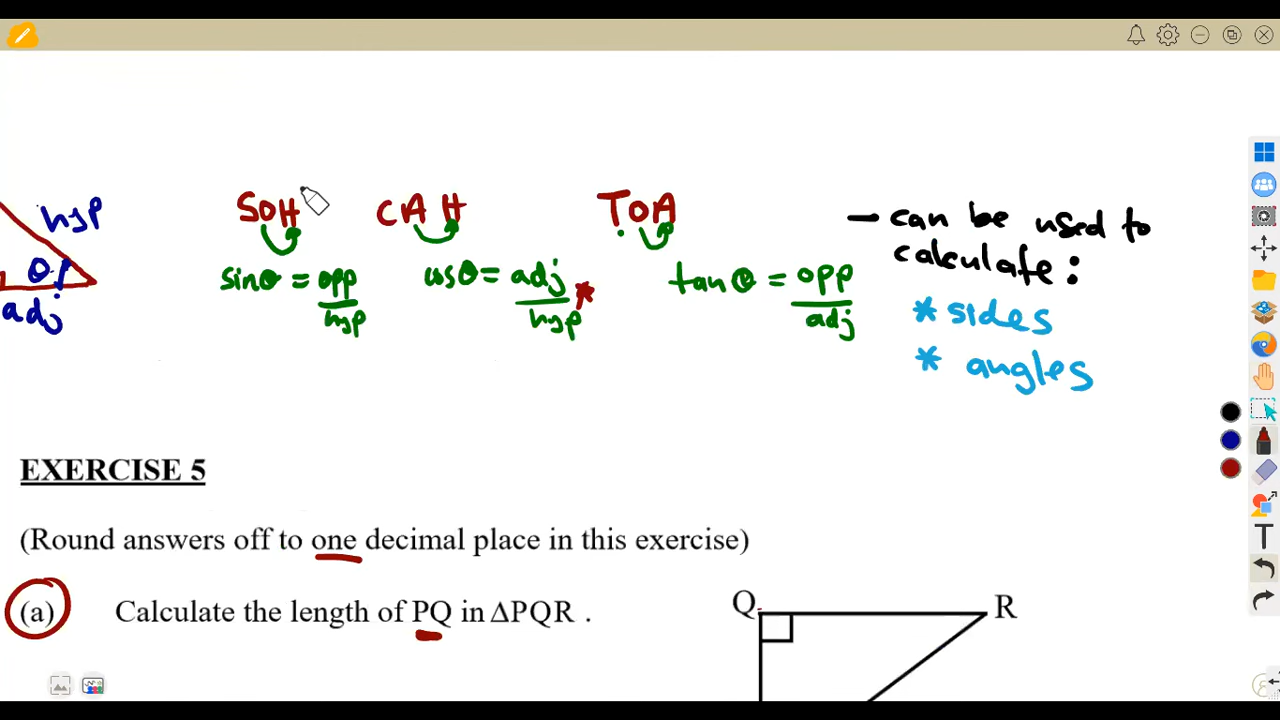 hyp
θ
adj
SOH CAH TOA
sinθ = opp/hyp cosθ = adj/hyp * tanθ = opp/adj
– can be used to
calculate:
* sides
* angles
EXERCISE 5
(Round answers off to one decimal place in this exercise)
(a) Calculate the length of PQ in ΔPQR .
Q R
T